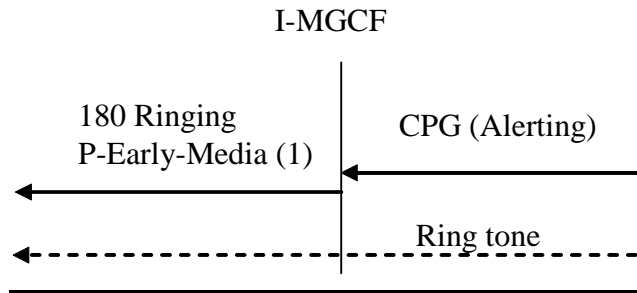 I-MGCF
180 Ringing
P-Early-Media (1)
CPG (Alerting)
Ring tone